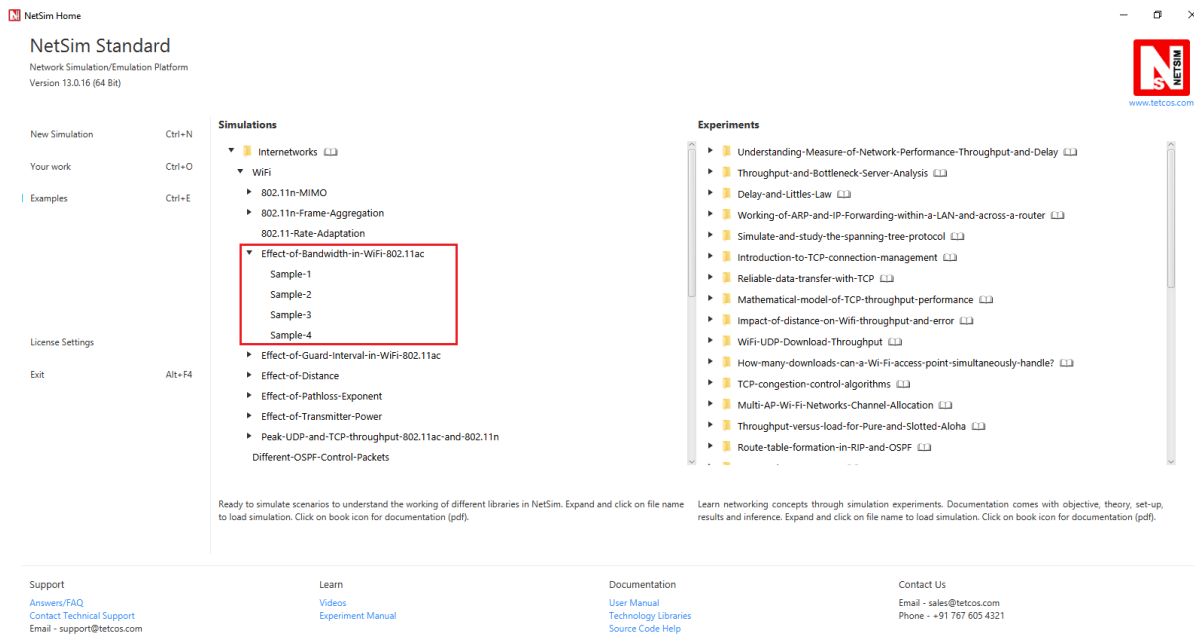 NetSim Home
NetSim Standard
Network Simulation/Emulation Platform
Version 13.0.16 (64 Bit)
NETSIM
www.tetcos.com
New Simulation Ctrl+N
Your work Ctrl+O
Examples Ctrl+E
License Settings
Exit Alt+F4
Simulations
Internetworks
WiFi
802.11n-MIMO
802.11n-Frame-Aggregation
802.11-Rate-Adaptation
Effect-of-Bandwidth-in-WiFi-802.11ac
Sample-1
Sample-2
Sample-3
Sample-4
Effect-of-Guard-Interval-in-WiFi-802.11ac
Effect-of-Distance
Effect-of-Pathloss-Exponent
Effect-of-Transmitter-Power
Peak-UDP-and-TCP-throughput-802.11ac-and-802.11n
Different-OSPF-Control-Packets
Ready to simulate scenarios to understand the working of different libraries in NetSim. Expand and click on file name
to load simulation. Click on book icon for documentation (pdf).
Experiments
Understanding-Measure-of-Network-Performance-Throughput-and-Delay
Throughput-and-Bottleneck-Server-Analysis
Delay-and-Littles-Law
Working-of-ARP-and-IP-Forwarding-within-a-LAN-and-across-a-router
Simulate-and-study-the-spanning-tree-protocol
Introduction-to-TCP-connection-management
Reliable-data-transfer-with-TCP
Mathematical-model-of-TCP-throughput-performance
Impact-of-distance-on-Wifi-throughput-and-error
WiFi-UDP-Download-Throughput
How-many-downloads-can-a-Wi-Fi-access-point-simultaneously-handle?
TCP-congestion-control-algorithms
Multi-AP-Wi-Fi-Networks-Channel-Allocation
Throughput-versus-load-for-Pure-and-Slotted-Aloha
Route-table-formation-in-RIP-and-OSPF
Learn networking concepts through simulation experiments. Documentation comes with objective, theory, set-up,
results and inference. Expand and click on file name to load simulation. Click on book icon for documentation (pdf).
Support
Answers/FAQ
Contact Technical Support
Email - support@tetcos.com
Learn
Videos
Experiment Manual
Documentation
User Manual
Technology Libraries
Source Code Help
Contact Us
Email - sales@tetcos.com
Phone - +91 767 605 4321